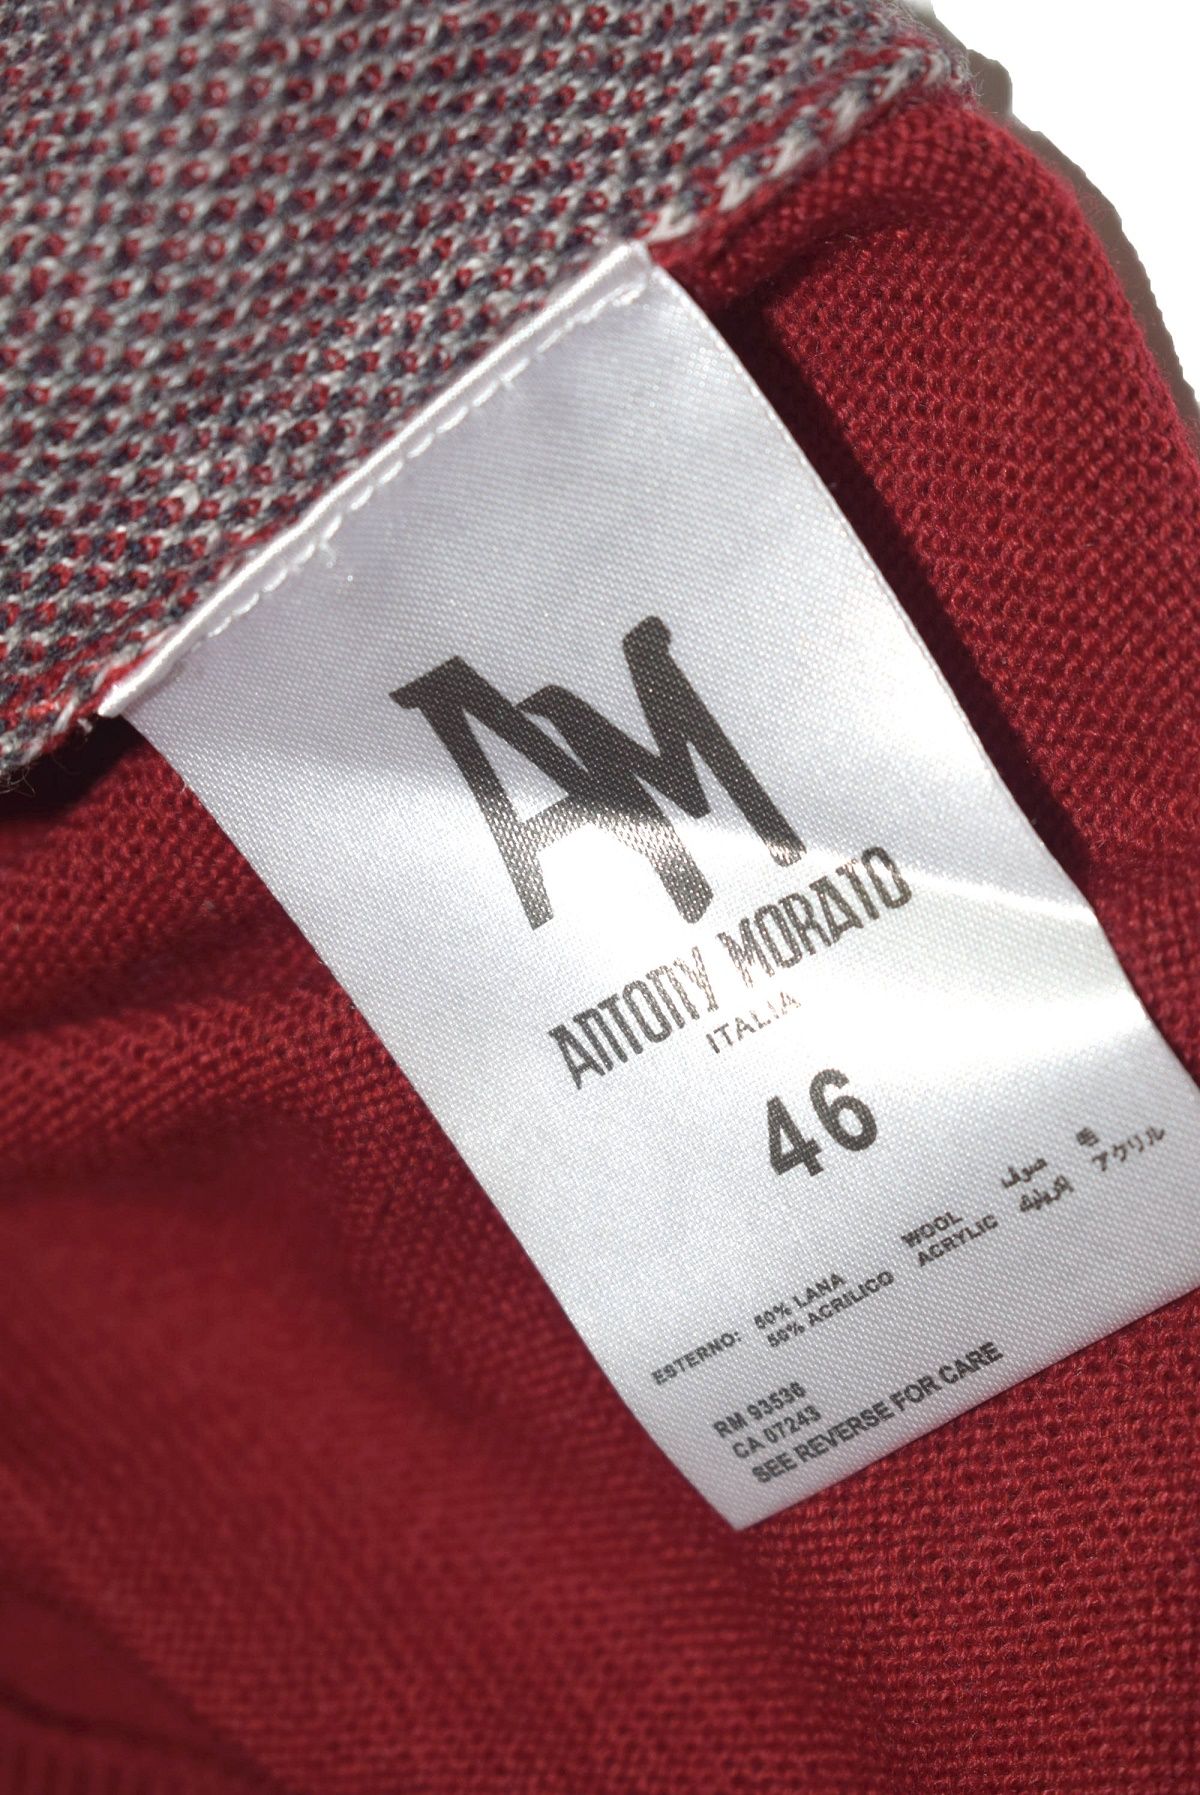 AM
ANTONY MORATO
ITALIA
46
ESTERNO: 50% LANA WOOL صوف 毛
50% ACRILICO ACRYLIC اكريليك アクリル
RM 93536
CA 07243
SEE REVERSE FOR CARE